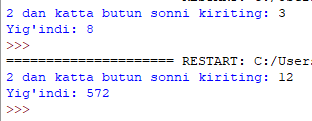 2 dan katta butun sonni kiriting: 3
Yig'indi: 8
>>>
===================== RESTART: C:/User
2 dan katta butun sonni kiriting: 12
Yig'indi: 572
>>>